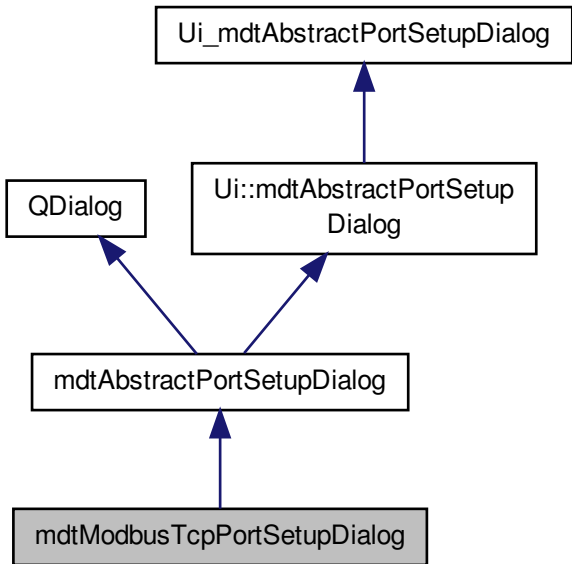 Ui_mdtAbstractPortSetupDialog
Ui::mdtAbstractPortSetup
Dialog
QDialog
mdtAbstractPortSetupDialog
mdtModbusTcpPortSetupDialog